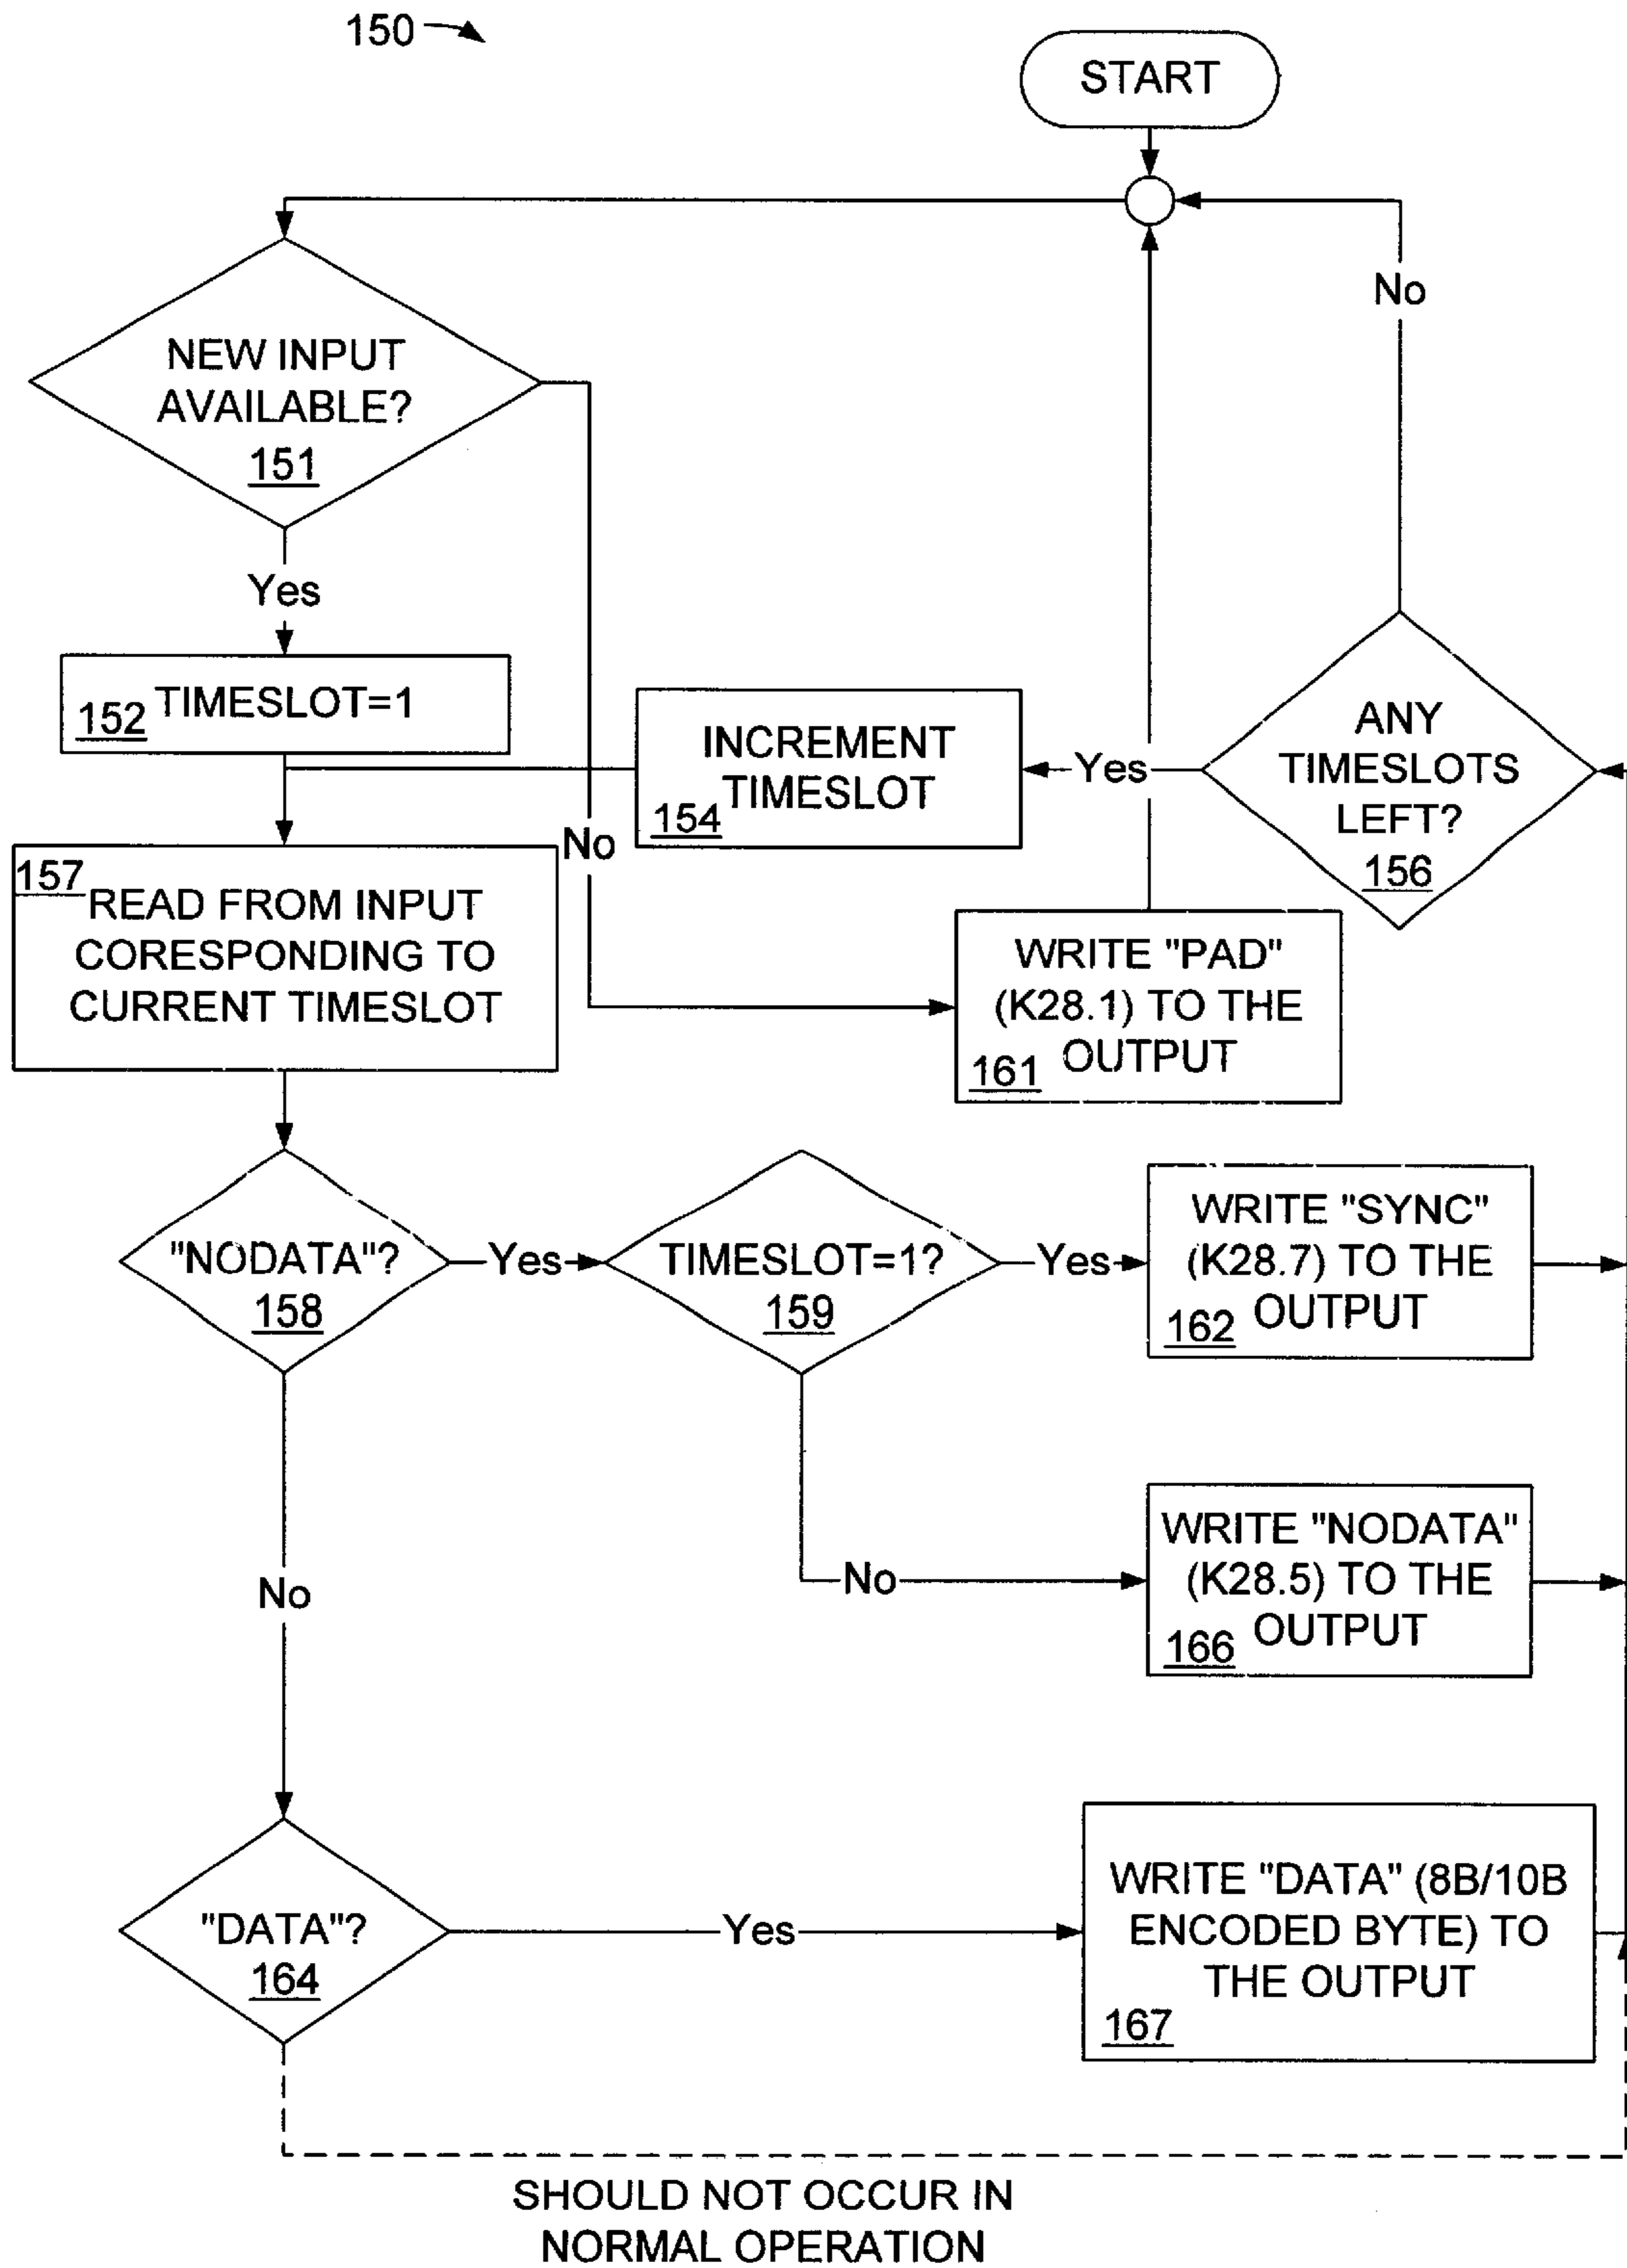 150
START
No
NEW INPUT
AVAILABLE?
151
Yes
152 TIMESLOT=1
INCREMENT
TIMESLOT
154
Yes
ANY
TIMESLOTS
LEFT?
156
No
157
READ FROM INPUT
CORESPONDING TO
CURRENT TIMESLOT
WRITE "PAD"
(K28.1) TO THE
OUTPUT
161
"NODATA"?
158
Yes
TIMESLOT=1?
159
Yes
WRITE "SYNC"
(K28.7) TO THE
OUTPUT
162
No
No
WRITE "NODATA"
(K28.5) TO THE
OUTPUT
166
"DATA"?
164
Yes
WRITE "DATA" (8B/10B
ENCODED BYTE) TO
THE OUTPUT
167
SHOULD NOT OCCUR IN
NORMAL OPERATION